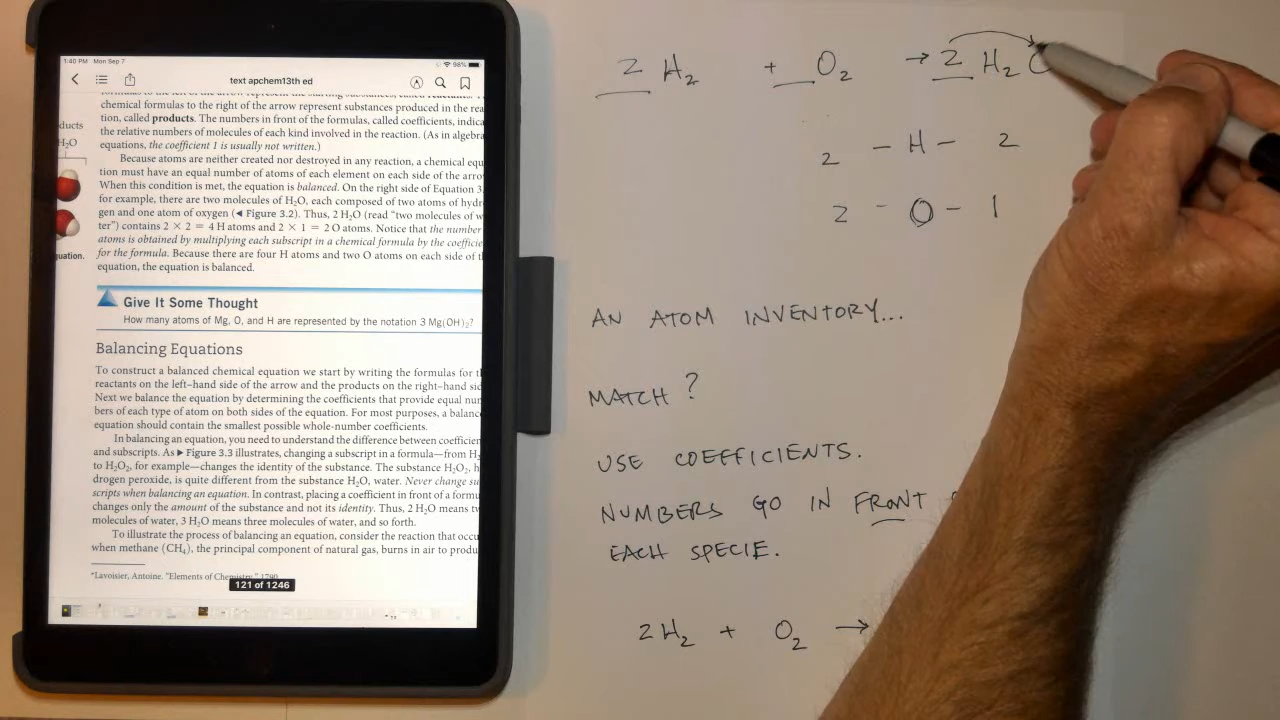 1:40 PM Mon Sep 7
98%
text apchem13th ed
chemical formulas to the right of the arrow represent substances produced in the rea
tion, called products. The numbers in front of the formulas, called coefficients, indica
the relative numbers of molecules of each kind involved in the reaction. (As in algebra
equations, the coefficient 1 is usually not written.)
Because atoms are neither created nor destroyed in any reaction, a chemical equ
tion must have an equal number of atoms of each element on each side of the arro
When this condition is met, the equation is balanced. On the right side of Equation 3
for example, there are two molecules of H₂O, each composed of two atoms of hydr
gen and one atom of oxygen (◄ Figure 3.2). Thus, 2 H₂O (read "two molecules of w
ter") contains 2 × 2 = 4 H atoms and 2 × 1 = 2 O atoms. Notice that the number
atoms is obtained by multiplying each subscript in a chemical formula by the coefficie
for the formula. Because there are four H atoms and two O atoms on each side of t
equation, the equation is balanced.
ducts
H₂O
uation.
Give It Some Thought
How many atoms of Mg, O, and H are represented by the notation 3 Mg(OH)₂?
Balancing Equations
To construct a balanced chemical equation we start by writing the formulas for t
reactants on the left-hand side of the arrow and the products on the right-hand sid
Next we balance the equation by determining the coefficients that provide equal nu
bers of each type of atom on both sides of the equation. For most purposes, a balanc
equation should contain the smallest possible whole-number coefficients.
In balancing an equation, you need to understand the difference between coefficien
and subscripts. As ► Figure 3.3 illustrates, changing a subscript in a formula—from H₂
to H₂O₂, for example—changes the identity of the substance. The substance H₂O₂, h
drogen peroxide, is quite different from the substance H₂O, water. Never change su
scripts when balancing an equation. In contrast, placing a coefficient in front of a formu
changes only the amount of the substance and not its identity. Thus, 2 H₂O means tw
molecules of water, 3 H₂O means three molecules of water, and so forth.
To illustrate the process of balancing an equation, consider the reaction that occu
when methane (CH₄), the principal component of natural gas, burns in air to produ
*Lavoisier, Antoine. "Elements of Chemistry." 1790.
121 of 1246
2 H₂ + O₂ → 2 H₂O
2 - H - 2
2 - O - 1
AN ATOM INVENTORY...
MATCH?
USE COEFFICIENTS.
NUMBERS GO IN FRONT
EACH SPECIE.
2H₂ + O₂ →